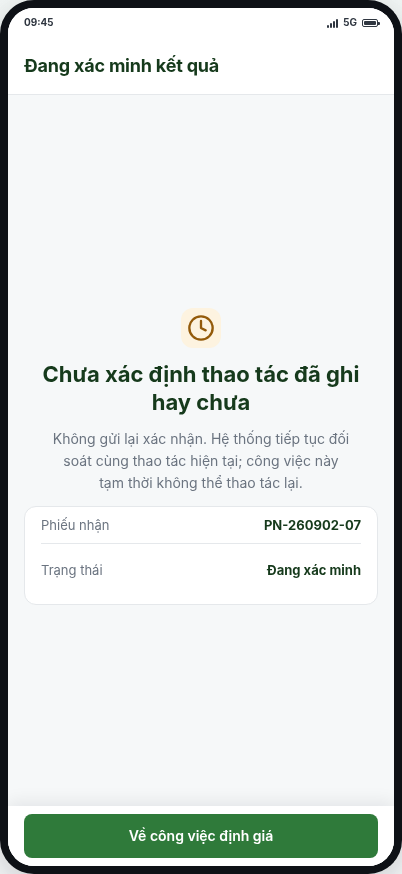 09:45
5G
Đang xác minh kết quả
Chưa xác định thao tác đã ghi
hay chưa
Không gửi lại xác nhận. Hệ thống tiếp tục đối
soát cùng thao tác hiện tại; công việc này
tạm thời không thể thao tác lại.
Phiếu nhận PN-260902-07
Trạng thái Đang xác minh
Về công việc định giá